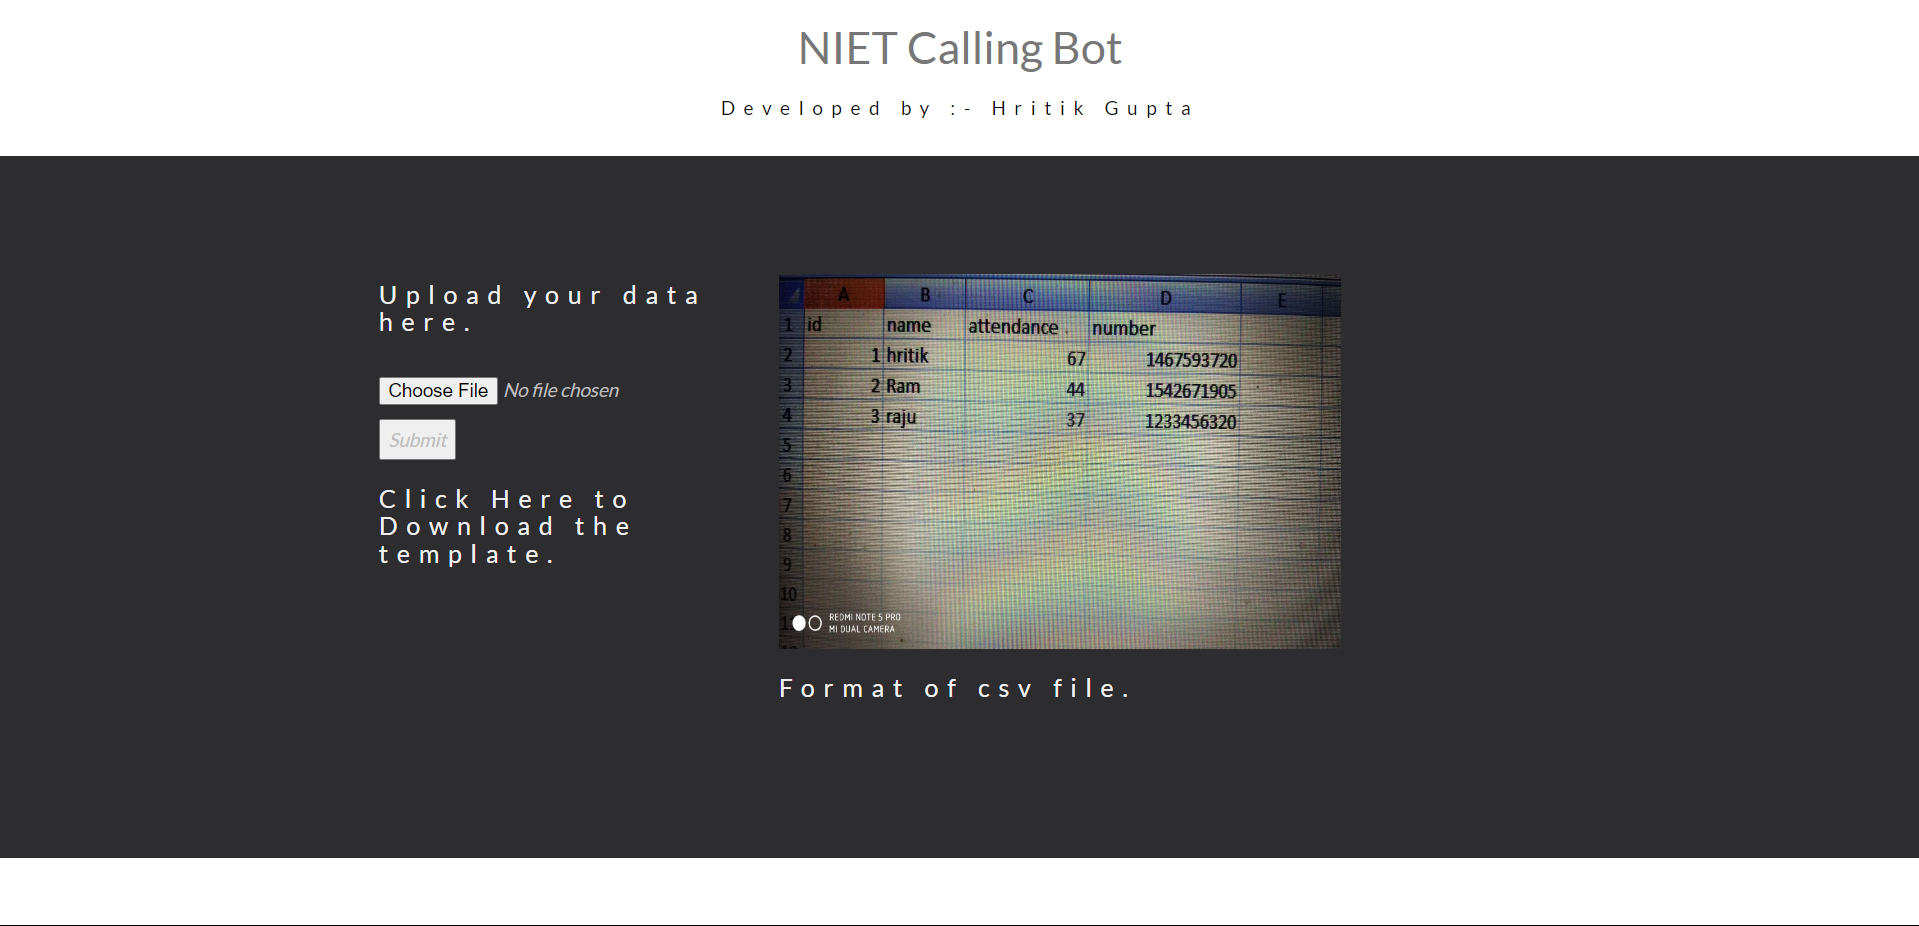 NIET Calling Bot
Developed by :- Hritik Gupta
Upload your data
here.
Choose File No file chosen
Submit
Click Here to
Download the
template.
A B C D E
1 id name attendance number
2 1 hritik 67 1467593720
3 2 Ram 44 1542671905
4 3 raju 37 1233456320
5
6
7
8
9
10
REDMI NOTE 5 PRO
MI DUAL CAMERA
Format of csv file.